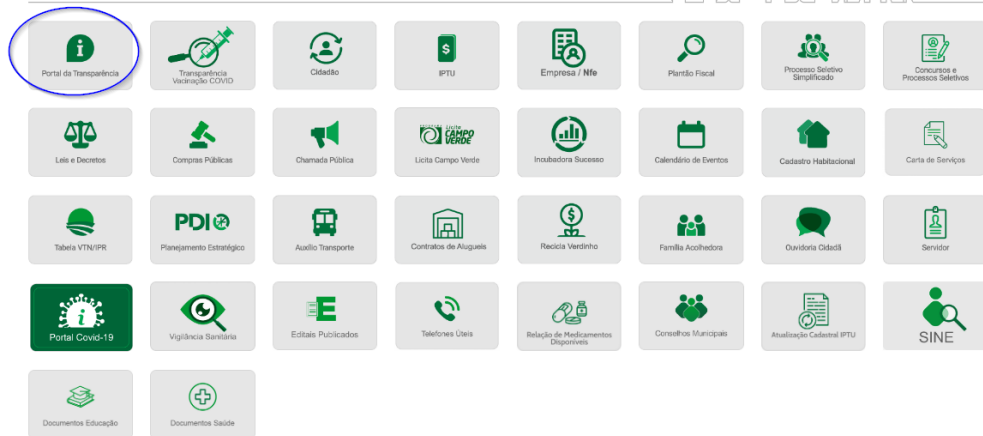 Portal da Transparência
Transparência
Vacinação COVID
Cidadão
$
IPTU
Empresa / Nfe
Plantão Fiscal
Processo Seletivo
Simplificado
Concursos e
Processos Seletivos
Leis e Decretos
Compras Públicas
Chamada Pública
Licita
CAMPO
VERDE
Licita Campo Verde
Incubadora Sucesso
Calendário de Eventos
Cadastro Habitacional
Carta de Serviços
Tabela VTN/IPR
PDI
Planejamento Estratégico
Auxílio Transporte
Contratos de Alugueis
$
Recicla Verdinho
Família Acolhedora
Ouvidoria Cidadã
Servidor
Portal Covid-19
Vigilância Sanitária
E
Editais Publicados
Telefones Úteis
Relação de Medicamentos
Disponíveis
Conselhos Municipais
Atualização Cadastral IPTU
SINE
Documentos Educação
Documentos Saúde